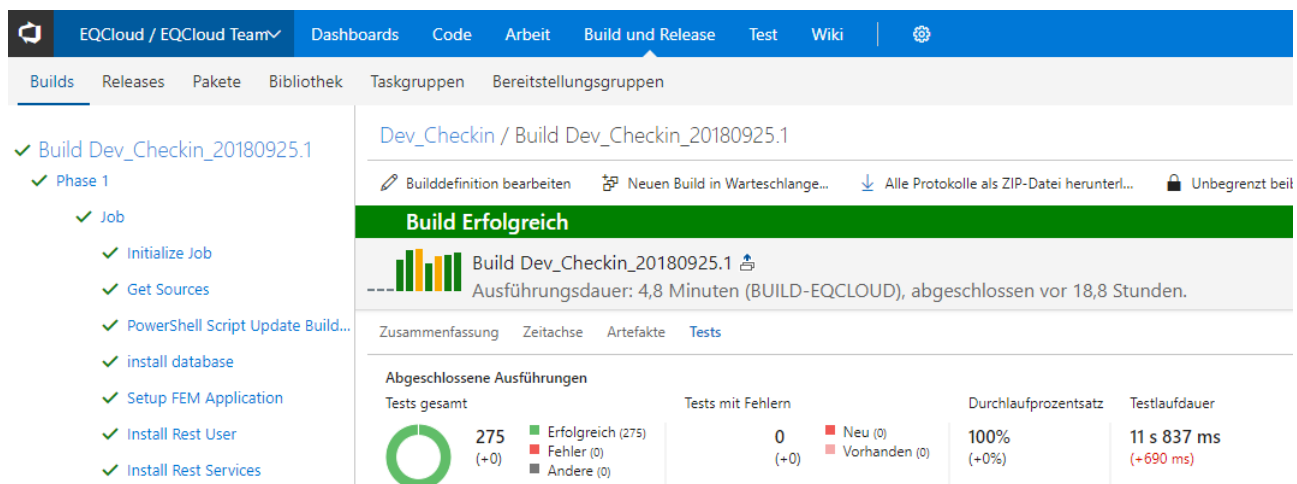 EQCloud / EQCloud Team Dashboards Code Arbeit Build und Release Test Wiki
Builds Releases Pakete Bibliothek Taskgruppen Bereitstellungsgruppen
Build Dev_Checkin_20180925.1
Phase 1
Job
Initialize Job
Get Sources
PowerShell Script Update Build...
install database
Setup FEM Application
Install Rest User
Install Rest Services
Dev_Checkin / Build Dev_Checkin_20180925.1
Builddefinition bearbeiten Neuen Build in Warteschlange... Alle Protokolle als ZIP-Datei herunterl... Unbegrenzt beib
Build Erfolgreich
Build Dev_Checkin_20180925.1
Ausführungsdauer: 4,8 Minuten (BUILD-EQCLOUD), abgeschlossen vor 18,8 Stunden.
Zusammenfassung Zeitachse Artefakte Tests
Abgeschlossene Ausführungen
Tests gesamt Tests mit Fehlern Durchlaufprozentsatz Testlaufdauer
275 Erfolgreich (275) 0 Neu (0) 100% 11 s 837 ms
(+0) Fehler (0) (+0) Vorhanden (0) (+0%) (+690 ms)
Andere (0)